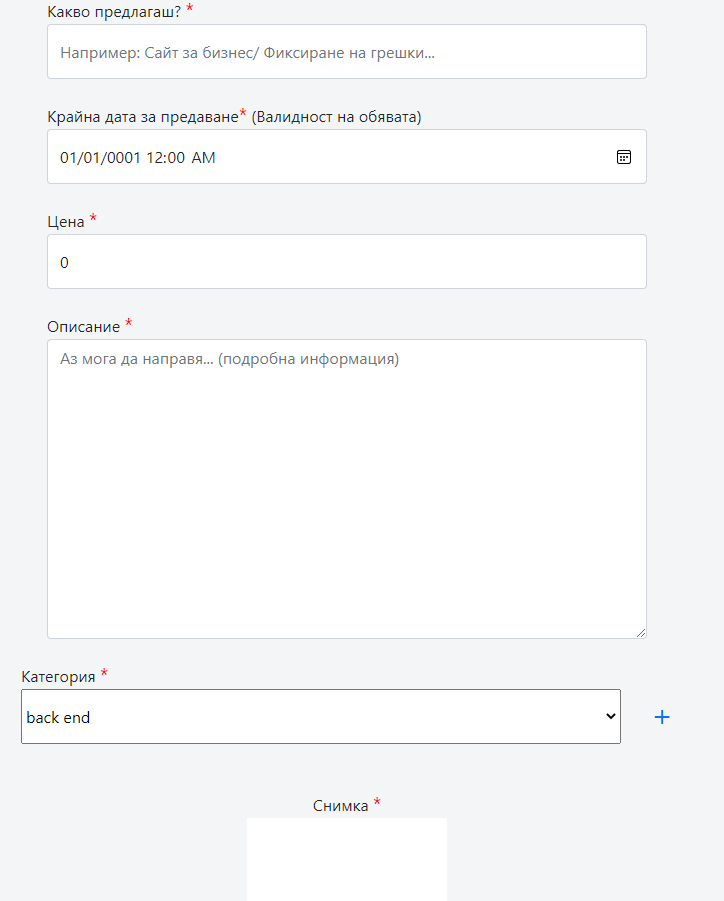 Какво предлагаш? *
Например: Сайт за бизнес/ Фиксиране на грешки...
Крайна дата за предаване* (Валидност на обявата)
01/01/0001 12:00 AM
Цена *
0
Описание *
Аз мога да направя... (подробна информация)
Категория *
back end
+
Снимка *